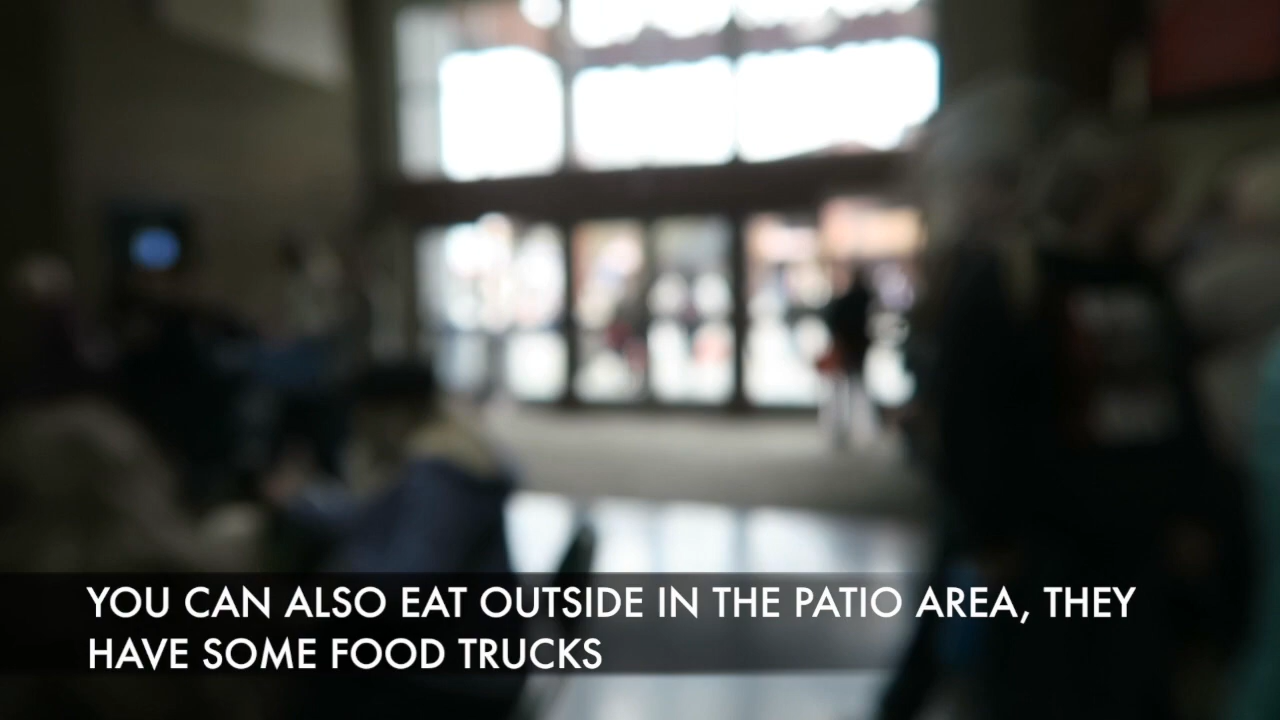 YOU CAN ALSO EAT OUTSIDE IN THE PATIO AREA, THEY
HAVE SOME FOOD TRUCKS